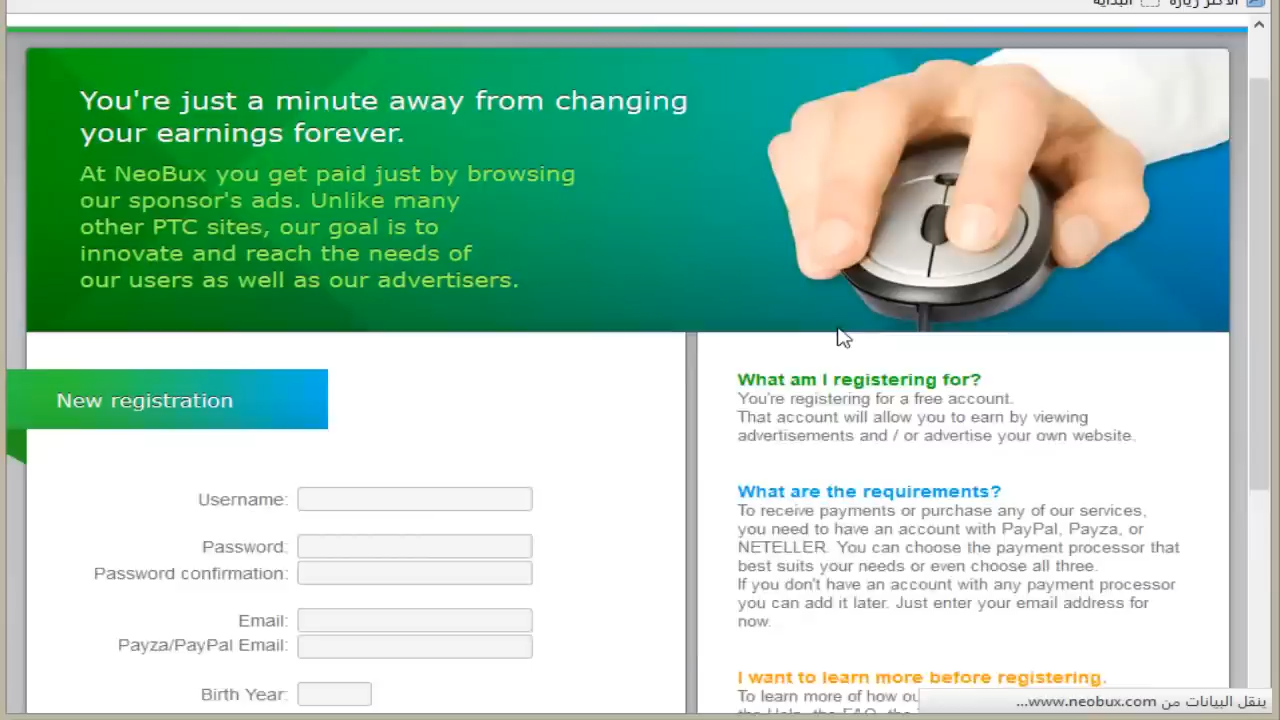 الأكثر زيارة البداية
You're just a minute away from changing
your earnings forever.
At NeoBux you get paid just by browsing
our sponsor's ads. Unlike many
other PTC sites, our goal is to
innovate and reach the needs of
our users as well as our advertisers.
New registration
Username:
Password:
Password confirmation:
Email:
Payza/PayPal Email:
Birth Year:
What am I registering for?
You're registering for a free account.
That account will allow you to earn by viewing
advertisements and / or advertise your own website.
What are the requirements?
To receive payments or purchase any of our services,
you need to have an account with PayPal, Payza, or
NETELLER. You can choose the payment processor that
best suits your needs or even choose all three.
If you don't have an account with any payment processor
you can add it later. Just enter your email address for
now.
I want to learn more before registering.
To learn more of how
ينقل البيانات من www.neobux.com...